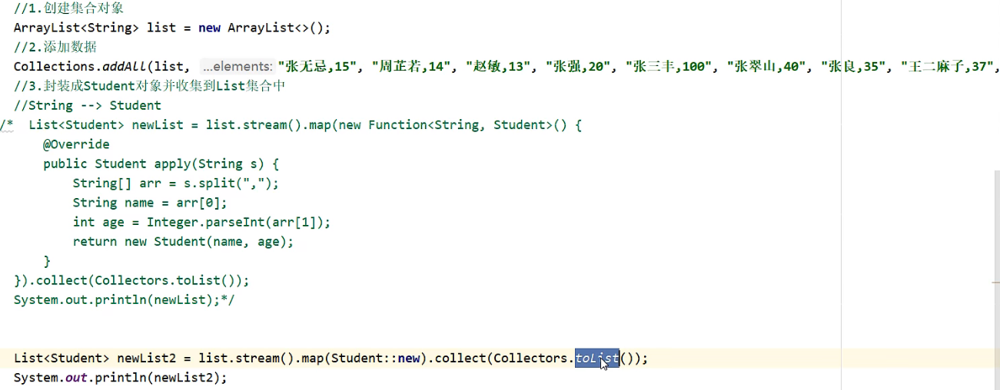 //1.创建集合对象
ArrayList<String> list = new ArrayList<>();
//2.添加数据
Collections.addALL(list, ...elements: "张无忌,15", "周芷若,14", "赵敏,13", "张强,20", "张三丰,100", "张翠山,40", "张良,35", "王二麻子,37",
//3.封装成Student对象并收集到List集合中
//String --> Student
/* List<Student> newList = list.stream().map(new Function<String, Student>() {
@Override
public Student apply(String s) {
String[] arr = s.split(",");
String name = arr[0];
int age = Integer.parseInt(arr[1]);
return new Student(name, age);
}
}).collect(Collectors.toList());
System.out.println(newList);*/
List<Student> newList2 = list.stream().map(Student::new).collect(Collectors.toList());
System.out.println(newList2);